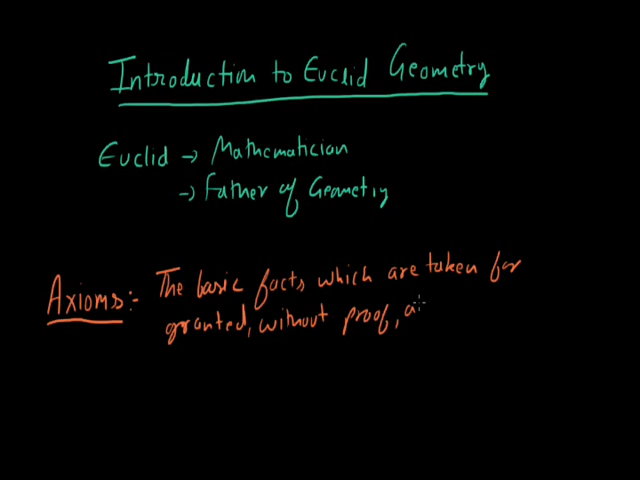 Introduction to Euclid Geometry
Euclid → Mathematician
→ Father of Geometry
Axioms:- The basic facts which are taken for
granted, without proof, a